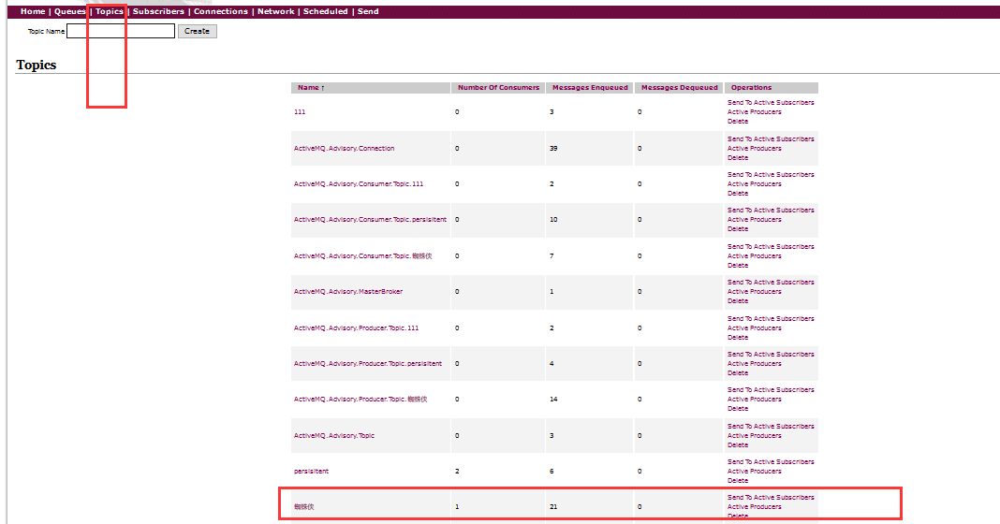 Home | Queues | Topics | Subscribers | Connections | Network | Scheduled | Send
Topic Name Create
Topics
Name ↑ Number Of Consumers Messages Enqueued Messages Dequeued Operations
111 0 3 0 Send To Active Subscribers
Active Producers
Delete
ActiveMQ.Advisory.Connection 0 39 0 Send To Active Subscribers
Active Producers
Delete
ActiveMQ.Advisory.Consumer.Topic.111 0 2 0 Send To Active Subscribers
Active Producers
Delete
ActiveMQ.Advisory.Consumer.Topic.persisitent 0 10 0 Send To Active Subscribers
Active Producers
Delete
ActiveMQ.Advisory.Consumer.Topic.蜘蛛侠 0 7 0 Send To Active Subscribers
Active Producers
Delete
ActiveMQ.Advisory.MasterBroker 0 1 0 Send To Active Subscribers
Active Producers
Delete
ActiveMQ.Advisory.Producer.Topic.111 0 2 0 Send To Active Subscribers
Active Producers
Delete
ActiveMQ.Advisory.Producer.Topic.persisitent 0 4 0 Send To Active Subscribers
Active Producers
Delete
ActiveMQ.Advisory.Producer.Topic.蜘蛛侠 0 14 0 Send To Active Subscribers
Active Producers
Delete
ActiveMQ.Advisory.Topic 0 3 0 Send To Active Subscribers
Active Producers
Delete
persisitent 2 6 0 Send To Active Subscribers
Active Producers
Delete
蜘蛛侠 1 21 0 Send To Active Subscribers
Active Producers
Delete